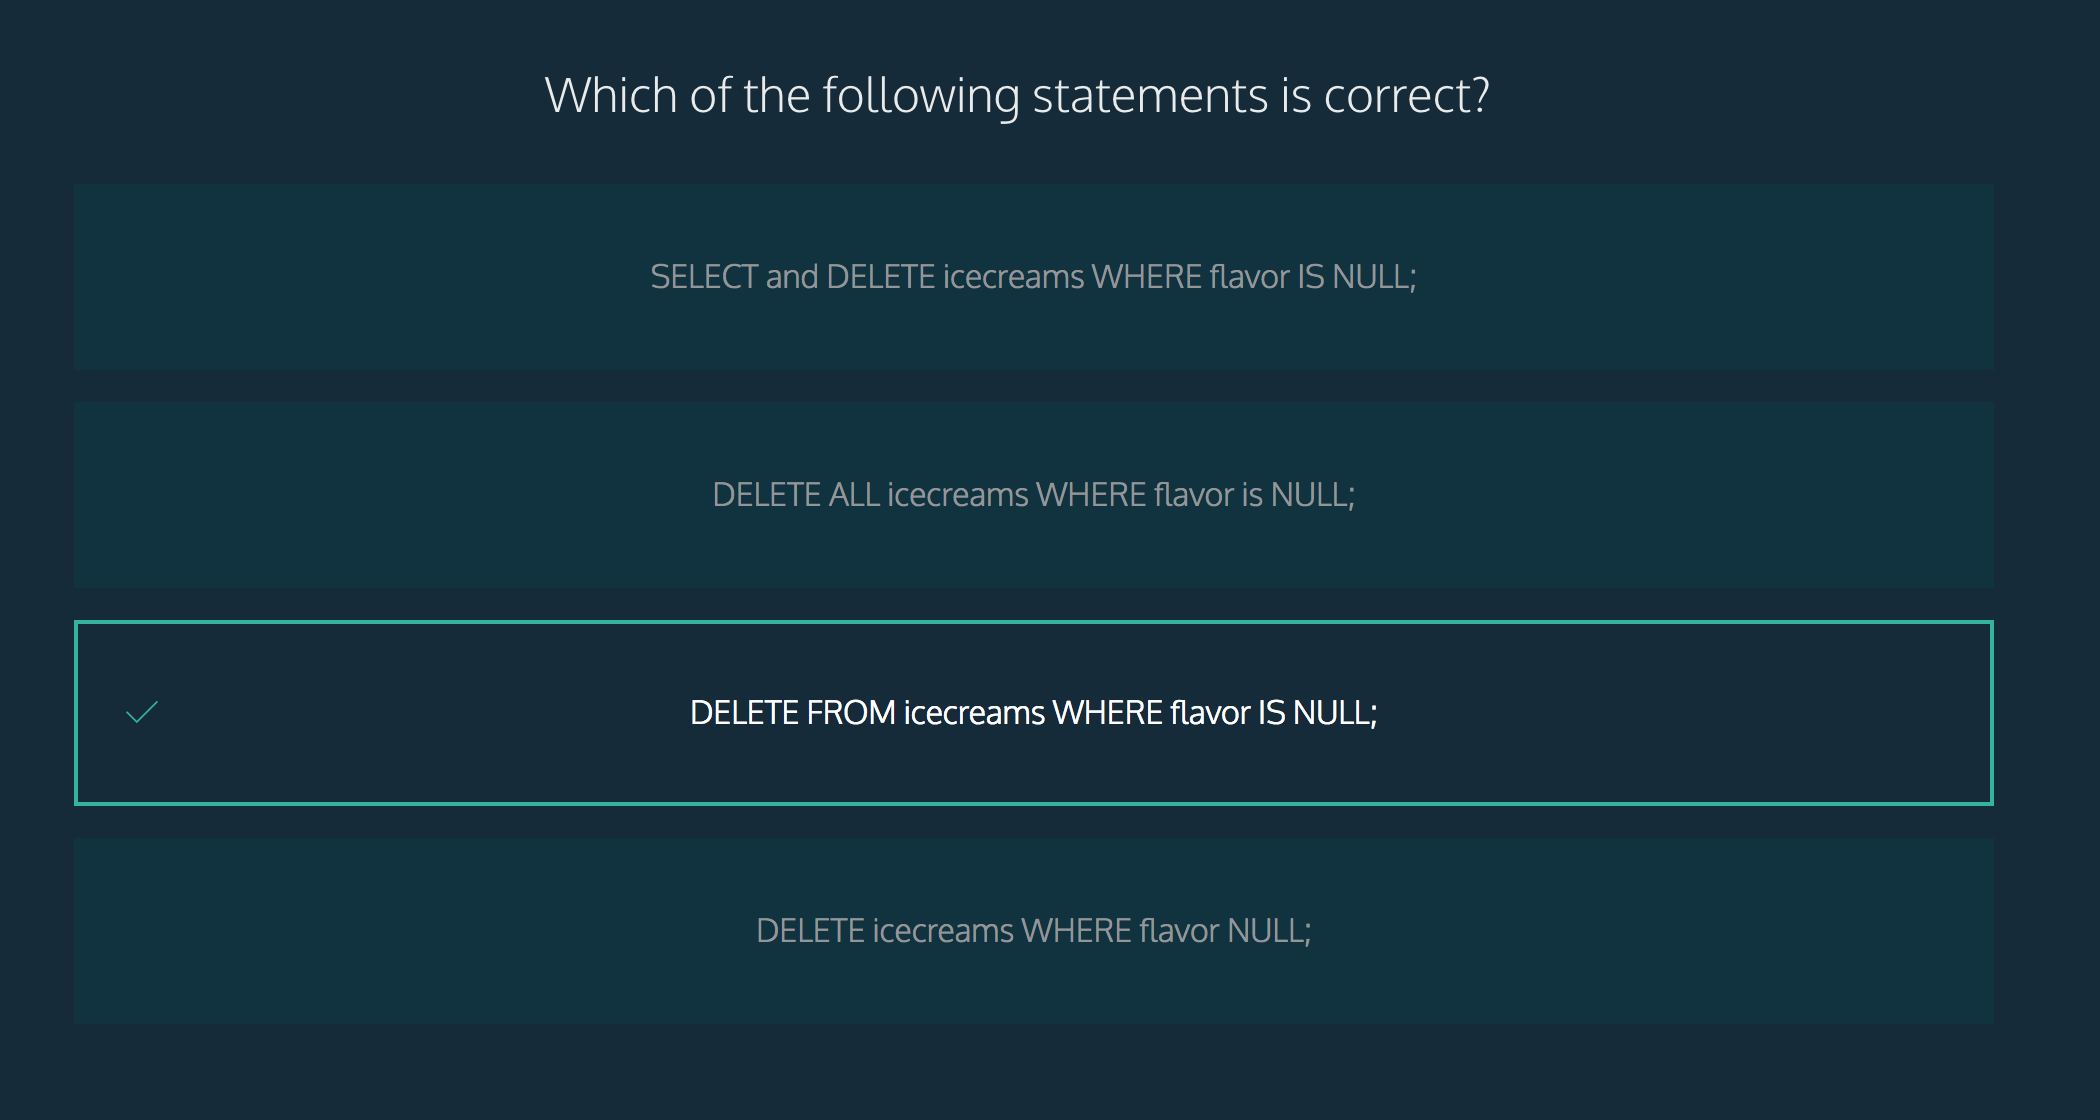 Which of the following statements is correct?
SELECT and DELETE icecreams WHERE flavor IS NULL;
DELETE ALL icecreams WHERE flavor is NULL;
DELETE FROM icecreams WHERE flavor IS NULL;
DELETE icecreams WHERE flavor NULL;